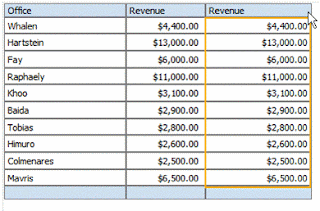 Office Revenue Revenue
Whalen $4,400.00 $4,400.00
Hartstein $13,000.00 $13,000.00
Fay $6,000.00 $6,000.00
Raphaely $11,000.00 $11,000.00
Khoo $3,100.00 $3,100.00
Baida $2,900.00 $2,900.00
Tobias $2,800.00 $2,800.00
Himuro $2,600.00 $2,600.00
Colmenares $2,500.00 $2,500.00
Mavris $6,500.00 $6,500.00